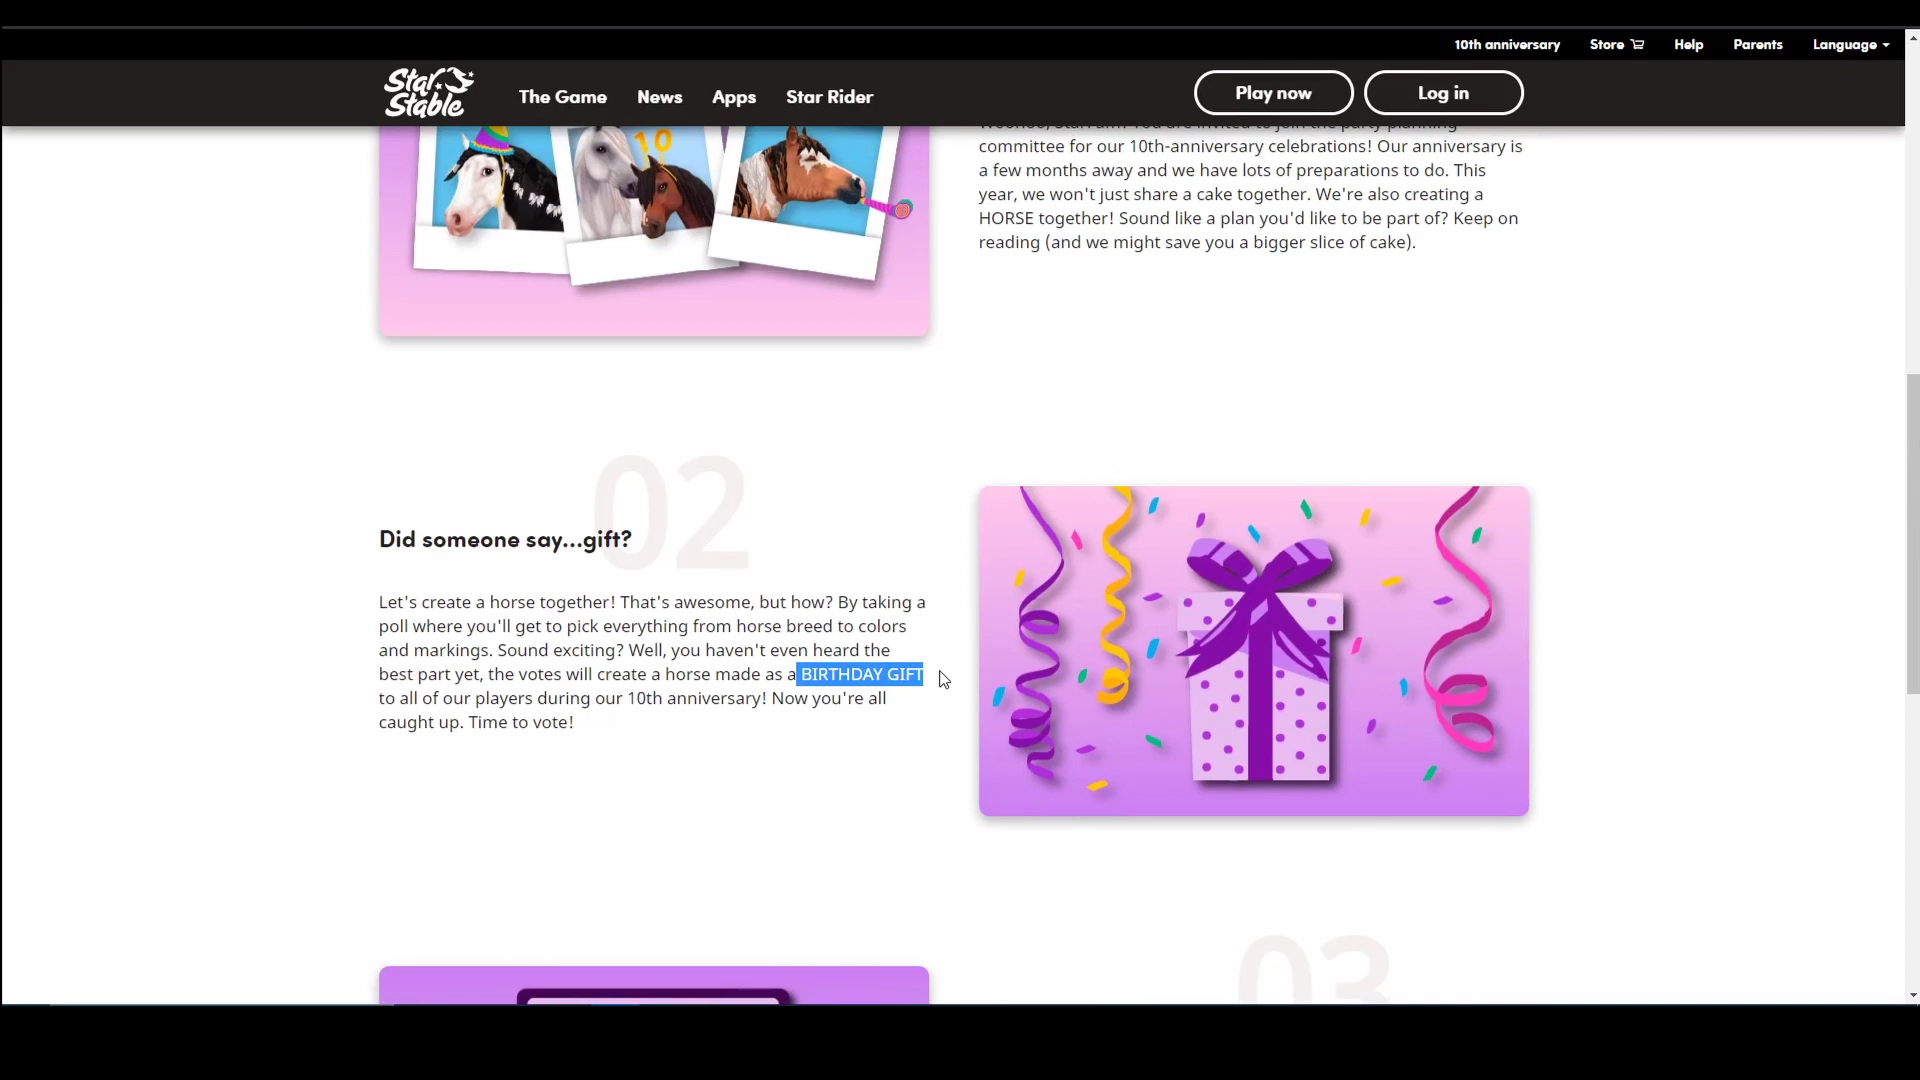 10th anniversary Store Help Parents Language
Star Stable
The Game News Apps Star Rider Play now Log in
10
committee for our 10th-anniversary celebrations! Our anniversary is
a few months away and we have lots of preparations to do. This
year, we won't just share a cake together. We're also creating a
HORSE together! Sound like a plan you'd like to be part of? Keep on
reading (and we might save you a bigger slice of cake).
02
Did someone say...gift?
Let's create a horse together! That's awesome, but how? By taking a
poll where you'll get to pick everything from horse breed to colors
and markings. Sound exciting? Well, you haven't even heard the
best part yet, the votes will create a horse made as a BIRTHDAY GIFT
to all of our players during our 10th anniversary! Now you're all
caught up. Time to vote!
03